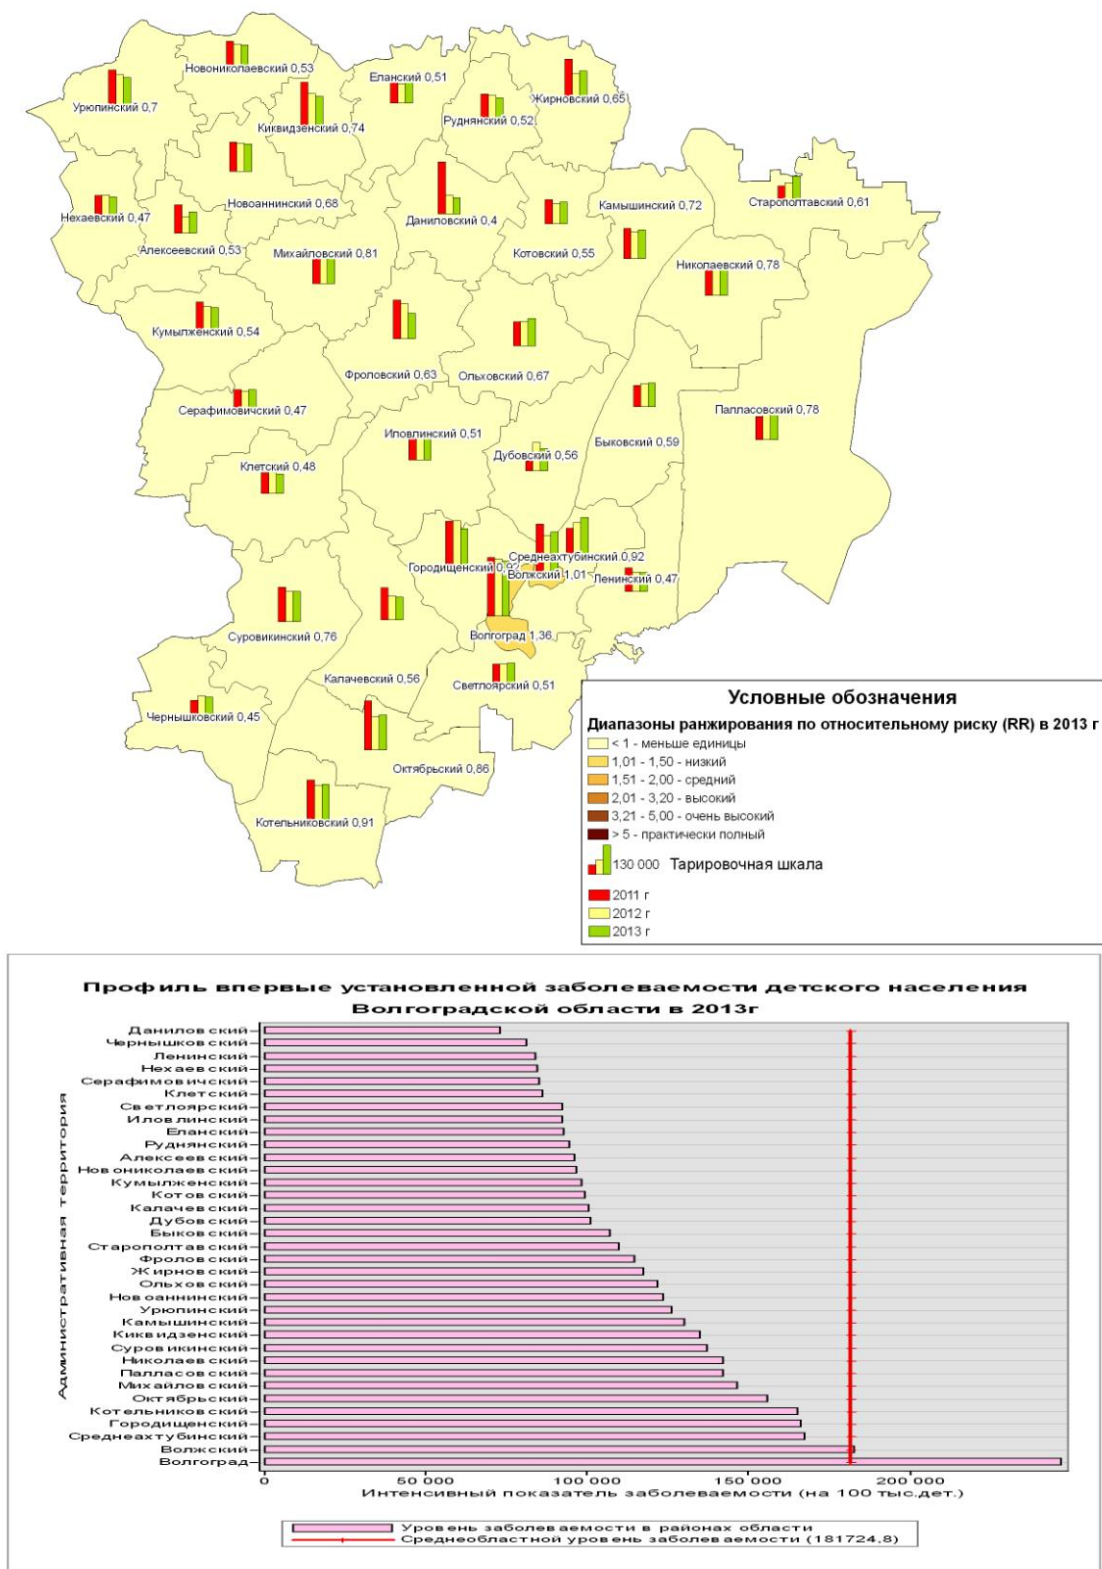 Новониколаевский 0,53
Еланский 0,51
Жирновский 0,65
Урюпинский 0,7
Руднянский 0,52
Киквидзенский 0,74
Новоаннинский 0,68
Камышинский 0,72
Старополтавский 0,61
Нехаевский 0,47
Даниловский 0,4
Алексеевский 0,53
Михайловский 0,81
Котовский 0,55
Николаевский 0,78
Кумылженский 0,54
Фроловский 0,63
Ольховский 0,67
Серафимовичский 0,47
Палласовский 0,78
Иловлинский 0,51
Быковский 0,59
Дубовский 0,56
Клетский 0,48
Среднеахтубинский 0,92
Городищенский 0,92
Волжский 1,01
Ленинский 0,47
Суровикинский 0,76
Волгоград 1,36
Калачевский 0,56
Светлоярский 0,51
Чернышковский 0,45
Октябрьский 0,86
Котельниковский 0,91
Условные обозначения
Диапазоны ранжирования по относительному риску (RR) в 2013 г
< 1 - меньше единицы
1,01 - 1,50 - низкий
1,51 - 2,00 - средний
2,01 - 3,20 - высокий
3,21 - 5,00 - очень высокий
> 5 - практически полный
130 000 Тарировочная шкала
2011 г
2012 г
2013 г
Профиль впервые установленной заболеваемости детского населения
Волгоградской области в 2013г
Административная территория
Даниловский
Чернышковский
Ленинский
Нехаевский
Серафимовичский
Клетский
Светлоярский
Иловлинский
Еланский
Руднянский
Алексеевский
Новониколаевский
Кумылженский
Котовский
Калачевский
Дубовский
Быковский
Старополтавский
Фроловский
Жирновский
Ольховский
Новоаннинский
Урюпинский
Камышинский
Киквидзенский
Суровикинский
Николаевский
Палласовский
Михайловский
Октябрьский
Котельниковский
Городищенский
Среднеахтубинский
Волжский
Волгоград
0 50 000 100 000 150 000 200 000
Интенсивный показатель заболеваемости (на 100 тыс.дет.)
Уровень заболеваемости в районах области
Среднеобластной уровень заболеваемости (181724,8)